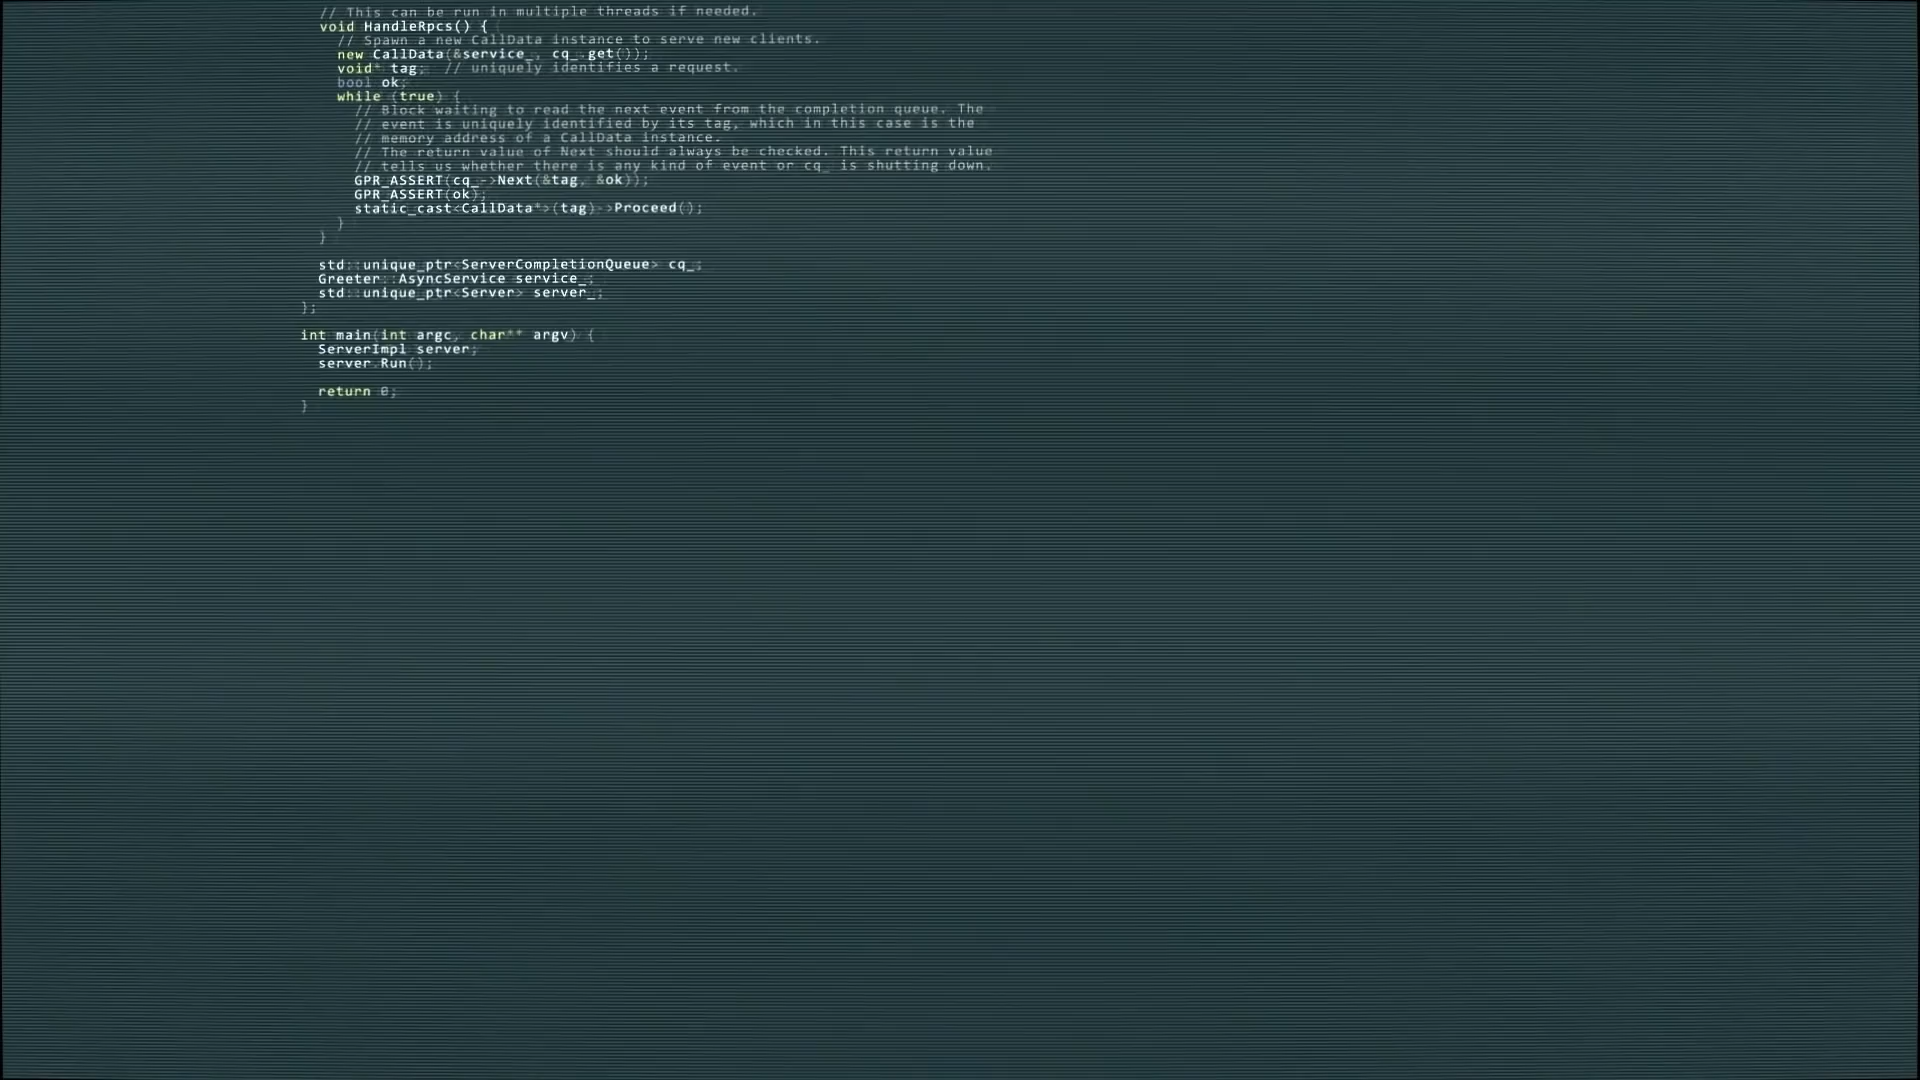 // This can be run in multiple threads if needed.
void HandleRpcs() {
// Spawn a new CallData instance to serve new clients.
new CallData(&service_, cq_.get());
void* tag;  // uniquely identifies a request.
bool ok;
while (true) {
// Block waiting to read the next event from the completion queue. The
// event is uniquely identified by its tag, which in this case is the
// memory address of a CallData instance.
// The return value of Next should always be checked. This return value
// tells us whether there is any kind of event or cq_ is shutting down.
GPR_ASSERT(cq_->Next(&tag, &ok));
GPR_ASSERT(ok);
static_cast<CallData*>(tag)->Proceed();
}
}
std::unique_ptr<ServerCompletionQueue> cq_;
Greeter::AsyncService service_;
std::unique_ptr<Server> server_;
};
int main(int argc, char** argv) {
ServerImpl server;
server.Run();
return 0;
}